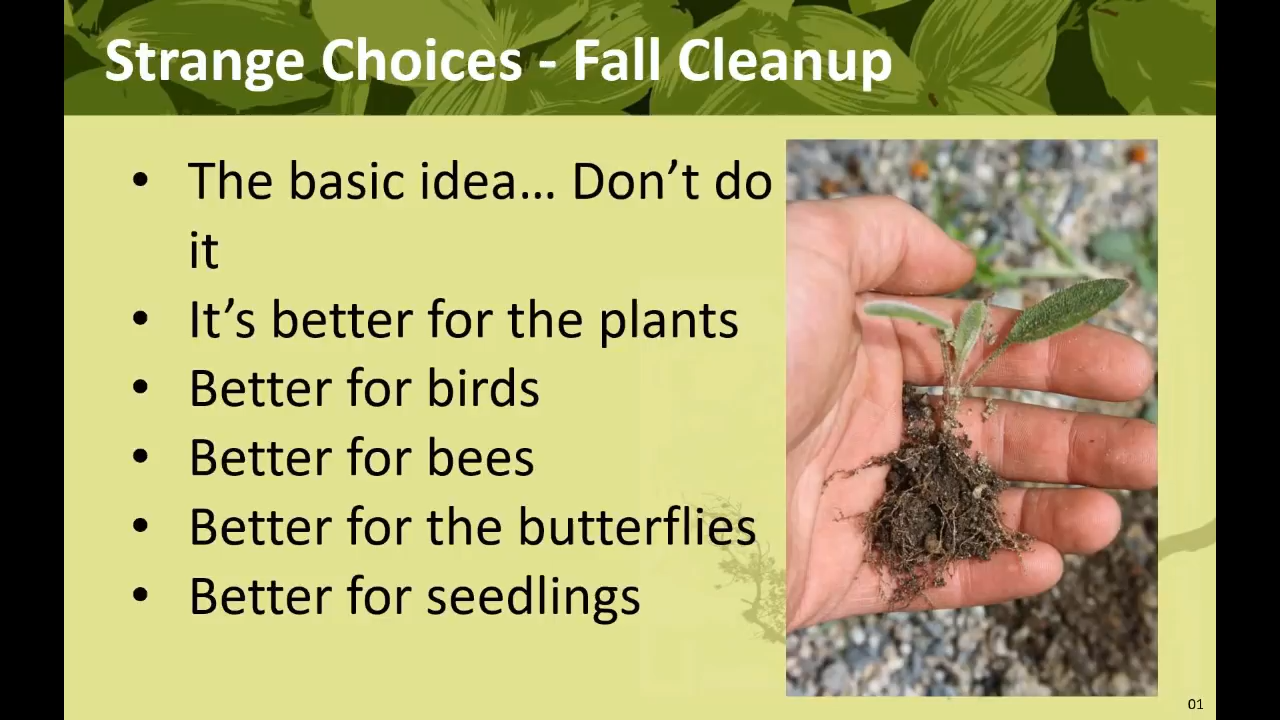 Strange Choices - Fall Cleanup
• The basic idea... Don’t do
it
• It’s better for the plants
• Better for birds
• Better for bees
• Better for the butterflies
• Better for seedlings
01